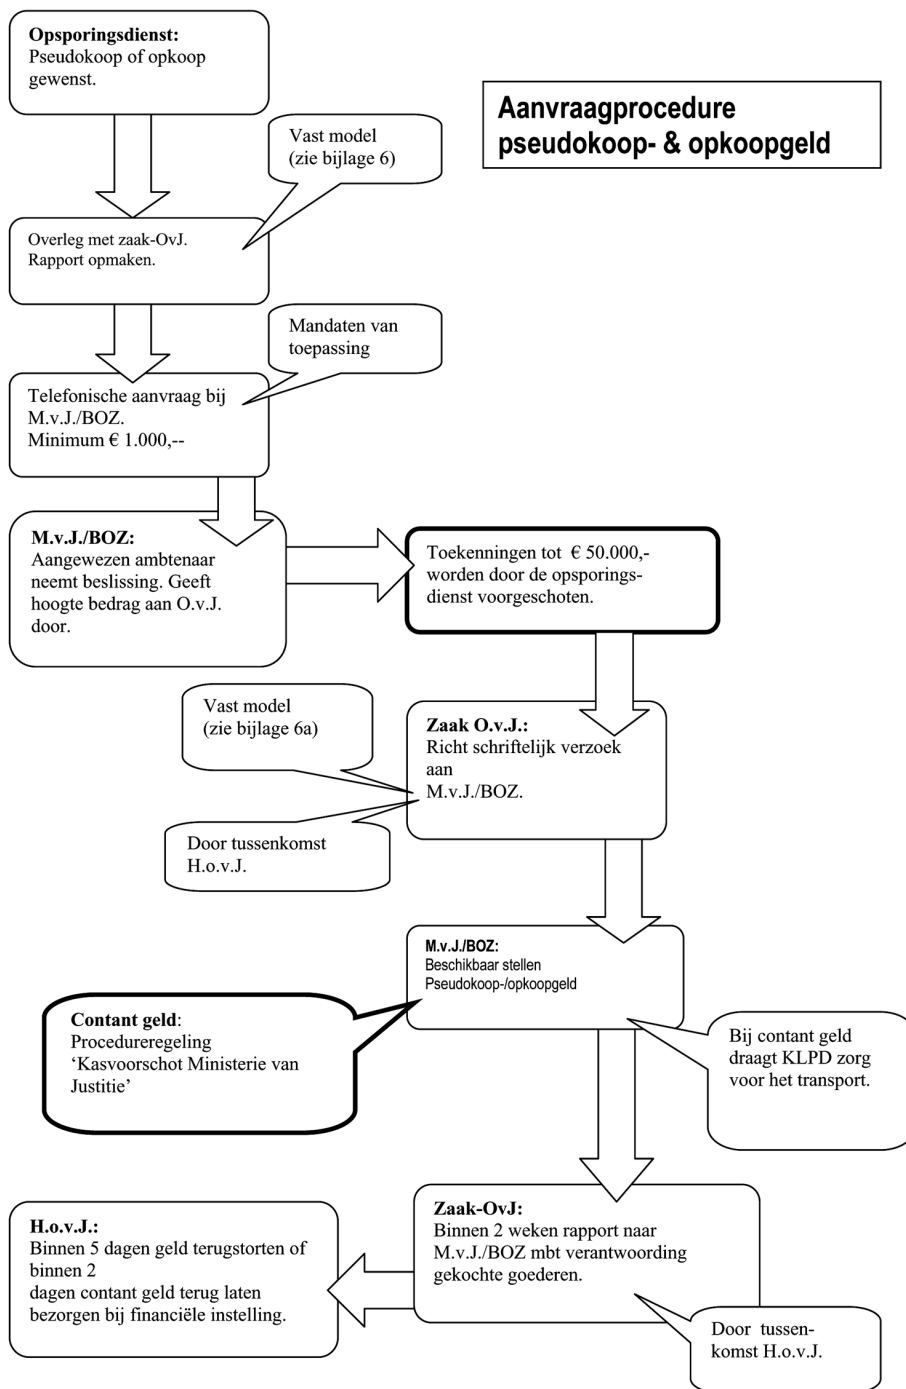 Opsporingsdienst:
Pseudokoop of opkoop
gewenst.
Aanvraagprocedure
pseudokoop- & opkoopgeld
Vast model
(zie bijlage 6)
Overleg met zaak-OvJ.
Rapport opmaken.
Mandaten van
toepassing
Telefonische aanvraag bij
M.v.J./BOZ.
Minimum € 1.000,--
M.v.J./BOZ:
Aangewezen ambtenaar
neemt beslissing. Geeft
hoogte bedrag aan O.v.J.
door.
Toekenningen tot € 50.000,-
worden door de opsporings-
dienst voorgeschoten.
Vast model
(zie bijlage 6a)
Zaak O.v.J.:
Richt schriftelijk verzoek
aan
M.v.J./BOZ.
Door tussenkomst
H.o.v.J.
M.v.J./BOZ:
Beschikbaar stellen
Pseudokoop-/opkoopgeld
Contant geld:
Procedureregeling
‘Kasvoorschot Ministerie van
Justitie’
Bij contant geld
draagt KLPD zorg
voor het transport.
Zaak-OvJ:
Binnen 2 weken rapport naar
M.v.J./BOZ mbt verantwoording
gekochte goederen.
H.o.v.J.:
Binnen 5 dagen geld terugstorten of
binnen 2
dagen contant geld terug laten
bezorgen bij financiële instelling.
Door tussen-
komst H.o.v.J.